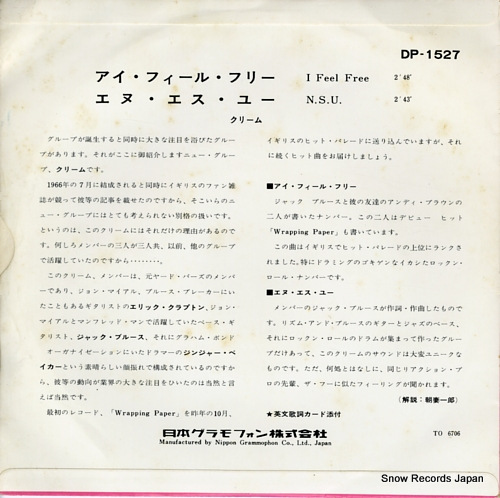 DP-1527
アイ・フィール・フリー I Feel Free 2'48"
エヌ・エス・ユー N.S.U. 2'43"
クリーム
グループが誕生すると同時に大きな注目を浴びたグルー
プがあります。それがここに御紹介しますニュー・グルー
プ、クリームです。
1966年の7月に結成されると同時にイギリスのファン雑
誌が競って彼等の記事を載せたのですから、そこいらのニ
ュー・グループにはとても考えられない別格の扱いです。
というのは、このクリームにはそれだけの理由があるので
す。何しろメンバーの三人が三人共、以前、他のグループ
で活躍していたのですから………。
このクリーム、メンバーは、元ヤード・バーズのメンバ
ーであり、ジョン・マイアル、ブルース・ブレーカーにい
たこともあるギタリストのエリック・クラプトン、ジョン・
マイアルとマンフレッド・マンで活躍していたベース・ギ
タリスト、ジャック・ブルース、それにグラハム・ボンド
オーガナイゼーションにいたドラマーのジンジャー・ベ
イカーという素晴らしい顔振れで構成されているのですか
ら、彼等の動向が業界の大きな注目をひいたのは当然と言
えば当然です。
最初のレコード、「Wrapping Paper」を昨年の10月、
イギリスのヒット・パレードに送り込んでいますが、それ
に続くヒット曲をお届けしましょう。
■アイ・フィール・フリー
ジャック ブルースと彼の友達のアンディ・ブラウンの
二人が書いたナンバー。この二人はデビュー ヒット
「Wrapping Paper」も書いています。
この曲はイギリスでヒット・パレードの上位にランクさ
れました。特にドラミングのゴキゲンなイカシたロックン・
ロール・ナンバーです。
■エヌ・エス・ユー
メンバーのジャック・ブルースが作詞・作曲したもので
す。リズム・アンド・ブルースのギターとジャズのベース、
それにロックン・ロールのドラムが集まって作ったグルー
プだけあって、このクリームのサウンドは大変ユニークな
ものです。ただ、何処とはなしに、同じリアクション・プ
ロの先輩、ザ・フーに似たフィーリングが聞かれます。
(解説:朝妻一郎)
★英文歌詞カード添付
日本グラモフォン株式会社
Manufactured by Nippon Grammophon Co., Ltd., Japan
TO 6706
Snow Records Japan